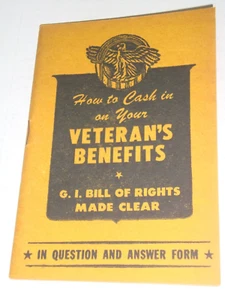 How to Cash in
on Your
VETERAN'S
BENEFITS
★
G. I. BILL OF RIGHTS
MADE CLEAR
★ IN QUESTION AND ANSWER FORM ★